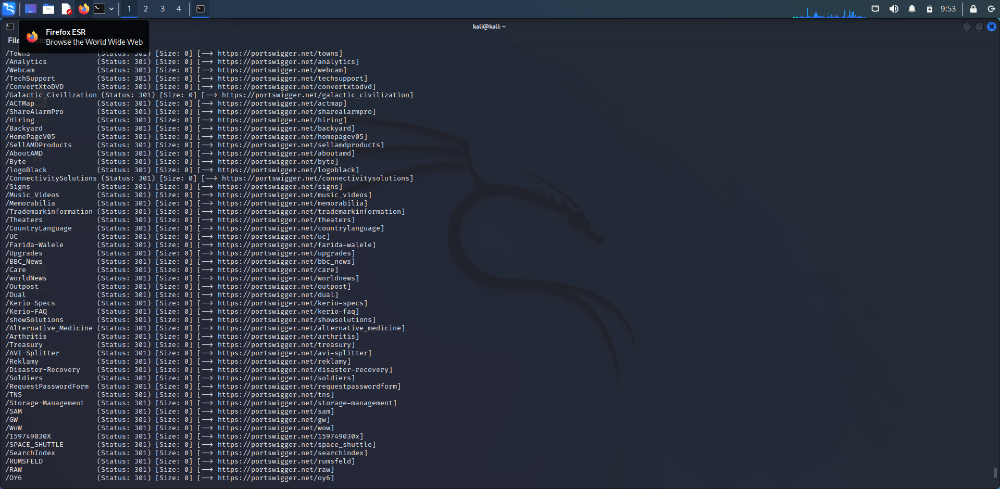 1 2 3 4 9:53
kali@kali: ~
Firefox ESR
Browse the World Wide Web
File Actions Edit View Help
/Towns (Status: 301) [Size: 0] [--> https://portswigger.net/towns]
/Analytics (Status: 301) [Size: 0] [--> https://portswigger.net/analytics]
/Webcam (Status: 301) [Size: 0] [--> https://portswigger.net/webcam]
/TechSupport (Status: 301) [Size: 0] [--> https://portswigger.net/techsupport]
/ConvertXtoDVD (Status: 301) [Size: 0] [--> https://portswigger.net/convertxtodvd]
/Galactic_Civilization (Status: 301) [Size: 0] [--> https://portswigger.net/galactic_civilization]
/ACTMap (Status: 301) [Size: 0] [--> https://portswigger.net/actmap]
/ShareAlarmPro (Status: 301) [Size: 0] [--> https://portswigger.net/sharealarmpro]
/Hiring (Status: 301) [Size: 0] [--> https://portswigger.net/hiring]
/Backyard (Status: 301) [Size: 0] [--> https://portswigger.net/backyard]
/HomePageV05 (Status: 301) [Size: 0] [--> https://portswigger.net/homepagev05]
/SellAMDProducts (Status: 301) [Size: 0] [--> https://portswigger.net/sellamdproducts]
/AboutAMD (Status: 301) [Size: 0] [--> https://portswigger.net/aboutamd]
/Byte (Status: 301) [Size: 0] [--> https://portswigger.net/byte]
/logoBlack (Status: 301) [Size: 0] [--> https://portswigger.net/logoblack]
/ConnectivitySolutions (Status: 301) [Size: 0] [--> https://portswigger.net/connectivitysolutions]
/Signs (Status: 301) [Size: 0] [--> https://portswigger.net/signs]
/Music_Videos (Status: 301) [Size: 0] [--> https://portswigger.net/music_videos]
/Memorabilia (Status: 301) [Size: 0] [--> https://portswigger.net/memorabilia]
/Trademarkinformation (Status: 301) [Size: 0] [--> https://portswigger.net/trademarkinformation]
/Theaters (Status: 301) [Size: 0] [--> https://portswigger.net/theaters]
/CountryLanguage (Status: 301) [Size: 0] [--> https://portswigger.net/countrylanguage]
/UC (Status: 301) [Size: 0] [--> https://portswigger.net/uc]
/Farida-Walele (Status: 301) [Size: 0] [--> https://portswigger.net/farida-walele]
/Upgrades (Status: 301) [Size: 0] [--> https://portswigger.net/upgrades]
/BBC_News (Status: 301) [Size: 0] [--> https://portswigger.net/bbc_news]
/Care (Status: 301) [Size: 0] [--> https://portswigger.net/care]
/worldNews (Status: 301) [Size: 0] [--> https://portswigger.net/worldnews]
/Outpost (Status: 301) [Size: 0] [--> https://portswigger.net/outpost]
/Dual (Status: 301) [Size: 0] [--> https://portswigger.net/dual]
/Kerio-Specs (Status: 301) [Size: 0] [--> https://portswigger.net/kerio-specs]
/Kerio-FAQ (Status: 301) [Size: 0] [--> https://portswigger.net/kerio-faq]
/showSolutions (Status: 301) [Size: 0] [--> https://portswigger.net/showsolutions]
/Alternative_Medicine (Status: 301) [Size: 0] [--> https://portswigger.net/alternative_medicine]
/Arthritis (Status: 301) [Size: 0] [--> https://portswigger.net/arthritis]
/Treasury (Status: 301) [Size: 0] [--> https://portswigger.net/treasury]
/AVI-Splitter (Status: 301) [Size: 0] [--> https://portswigger.net/avi-splitter]
/Reklamy (Status: 301) [Size: 0] [--> https://portswigger.net/reklamy]
/Disaster-Recovery (Status: 301) [Size: 0] [--> https://portswigger.net/disaster-recovery]
/Soldiers (Status: 301) [Size: 0] [--> https://portswigger.net/soldiers]
/RequestPasswordForm (Status: 301) [Size: 0] [--> https://portswigger.net/requestpasswordform]
/TNS (Status: 301) [Size: 0] [--> https://portswigger.net/tns]
/Storage-Management (Status: 301) [Size: 0] [--> https://portswigger.net/storage-management]
/SAM (Status: 301) [Size: 0] [--> https://portswigger.net/sam]
/GW (Status: 301) [Size: 0] [--> https://portswigger.net/gw]
/WoW (Status: 301) [Size: 0] [--> https://portswigger.net/wow]
/159749030X (Status: 301) [Size: 0] [--> https://portswigger.net/159749030x]
/SPACE_SHUTTLE (Status: 301) [Size: 0] [--> https://portswigger.net/space_shuttle]
/SearchIndex (Status: 301) [Size: 0] [--> https://portswigger.net/searchindex]
/RUMSFELD (Status: 301) [Size: 0] [--> https://portswigger.net/rumsfeld]
/RAW (Status: 301) [Size: 0] [--> https://portswigger.net/raw]
/OY6 (Status: 301) [Size: 0] [--> https://portswigger.net/oy6]